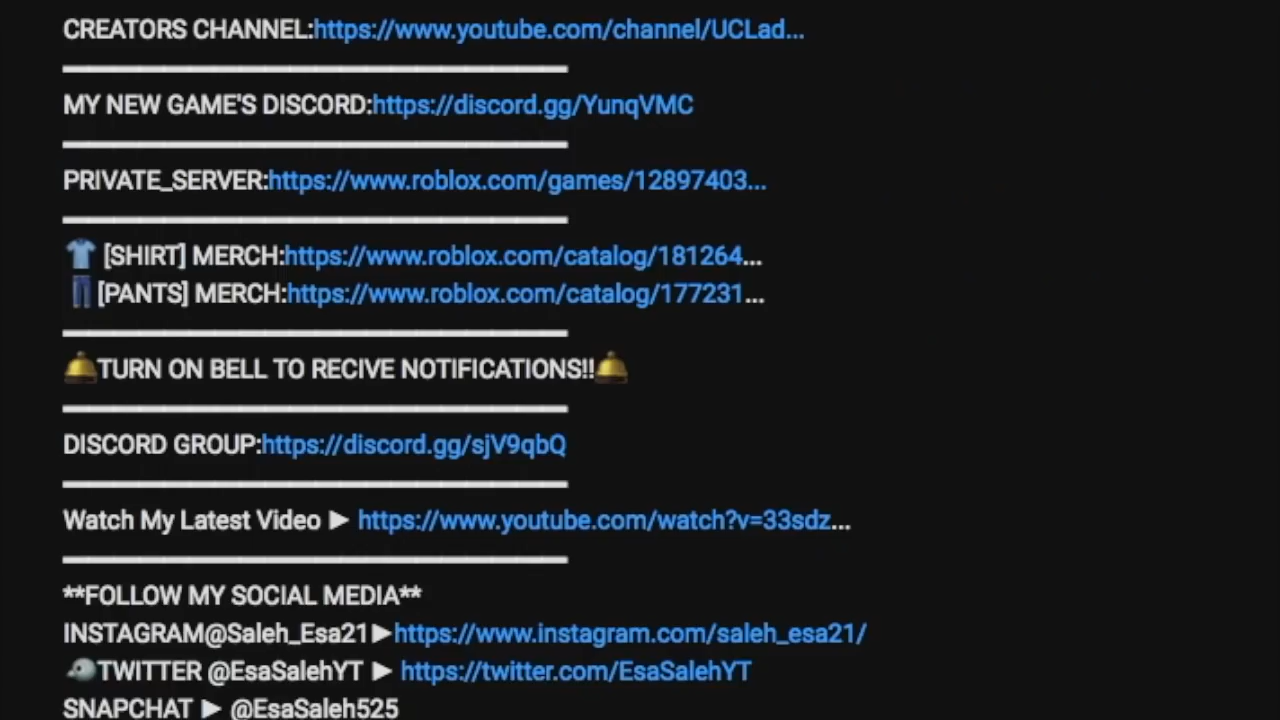 CREATORS CHANNEL:https://www.youtube.com/channel/UCLad...
MY NEW GAME'S DISCORD:https://discord.gg/YunqVMC
PRIVATE_SERVER:https://www.roblox.com/games/12897403...
👕 [SHIRT] MERCH:https://www.roblox.com/catalog/181264...
👖[PANTS] MERCH:https://www.roblox.com/catalog/177231...
🔔TURN ON BELL TO RECIVE NOTIFICATIONS!!🔔
DISCORD GROUP:https://discord.gg/sjV9qbQ
Watch My Latest Video ► https://www.youtube.com/watch?v=33sdz...
**FOLLOW MY SOCIAL MEDIA**
INSTAGRAM@Saleh_Esa21►https://www.instagram.com/saleh_esa21/
🐦TWITTER @EsaSalehYT ► https://twitter.com/EsaSalehYT
SNAPCHAT ► @EsaSaleh525